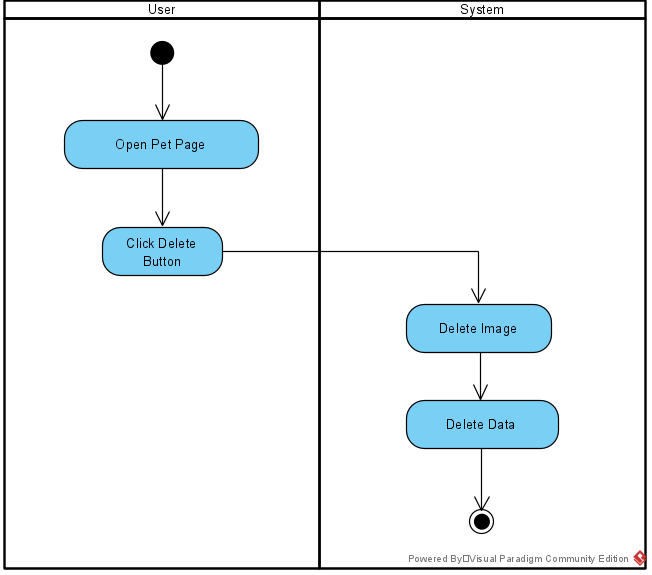 User
System
Open Pet Page
Click Delete
Button
Delete Image
Delete Data
Powered By□Visual Paradigm Community Edition